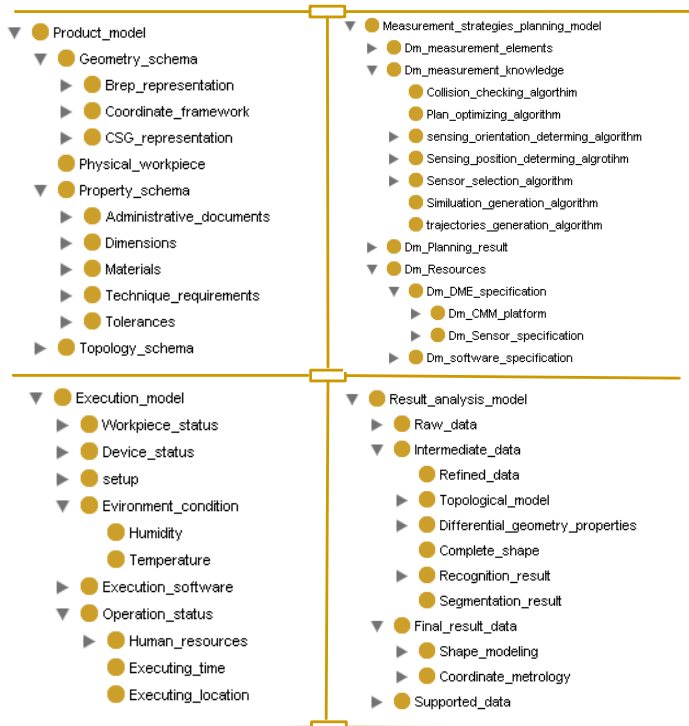 Product_model
Geometry_schema
Brep_representation
Coordinate_framework
CSG_representation
Physical_workpiece
Property_schema
Administrative_documents
Dimensions
Materials
Technique_requirements
Tolerances
Topology_schema
Measurement_strategies_planning_model
Dm_measurement_elements
Dm_measurement_knowledge
Collision_checking_algorthim
Plan_optimizing_algorithm
sensing_orientation_determing_algorithm
Sensing_position_determing_algrotihm
Sensor_selection_algorithm
Similuation_generation_algorithm
trajectories_generation_algorithm
Dm_Planning_result
Dm_Resources
Dm_DME_specification
Dm_CMM_platform
Dm_Sensor_specification
Dm_software_specification
Execution_model
Workpiece_status
Device_status
setup
Evironment_condition
Humidity
Temperature
Execution_software
Operation_status
Human_resources
Executing_time
Executing_location
Result_analysis_model
Raw_data
Intermediate_data
Refined_data
Topological_model
Differential_geometry_properties
Complete_shape
Recognition_result
Segmentation_result
Final_result_data
Shape_modeling
Coordinate_metrology
Supported_data